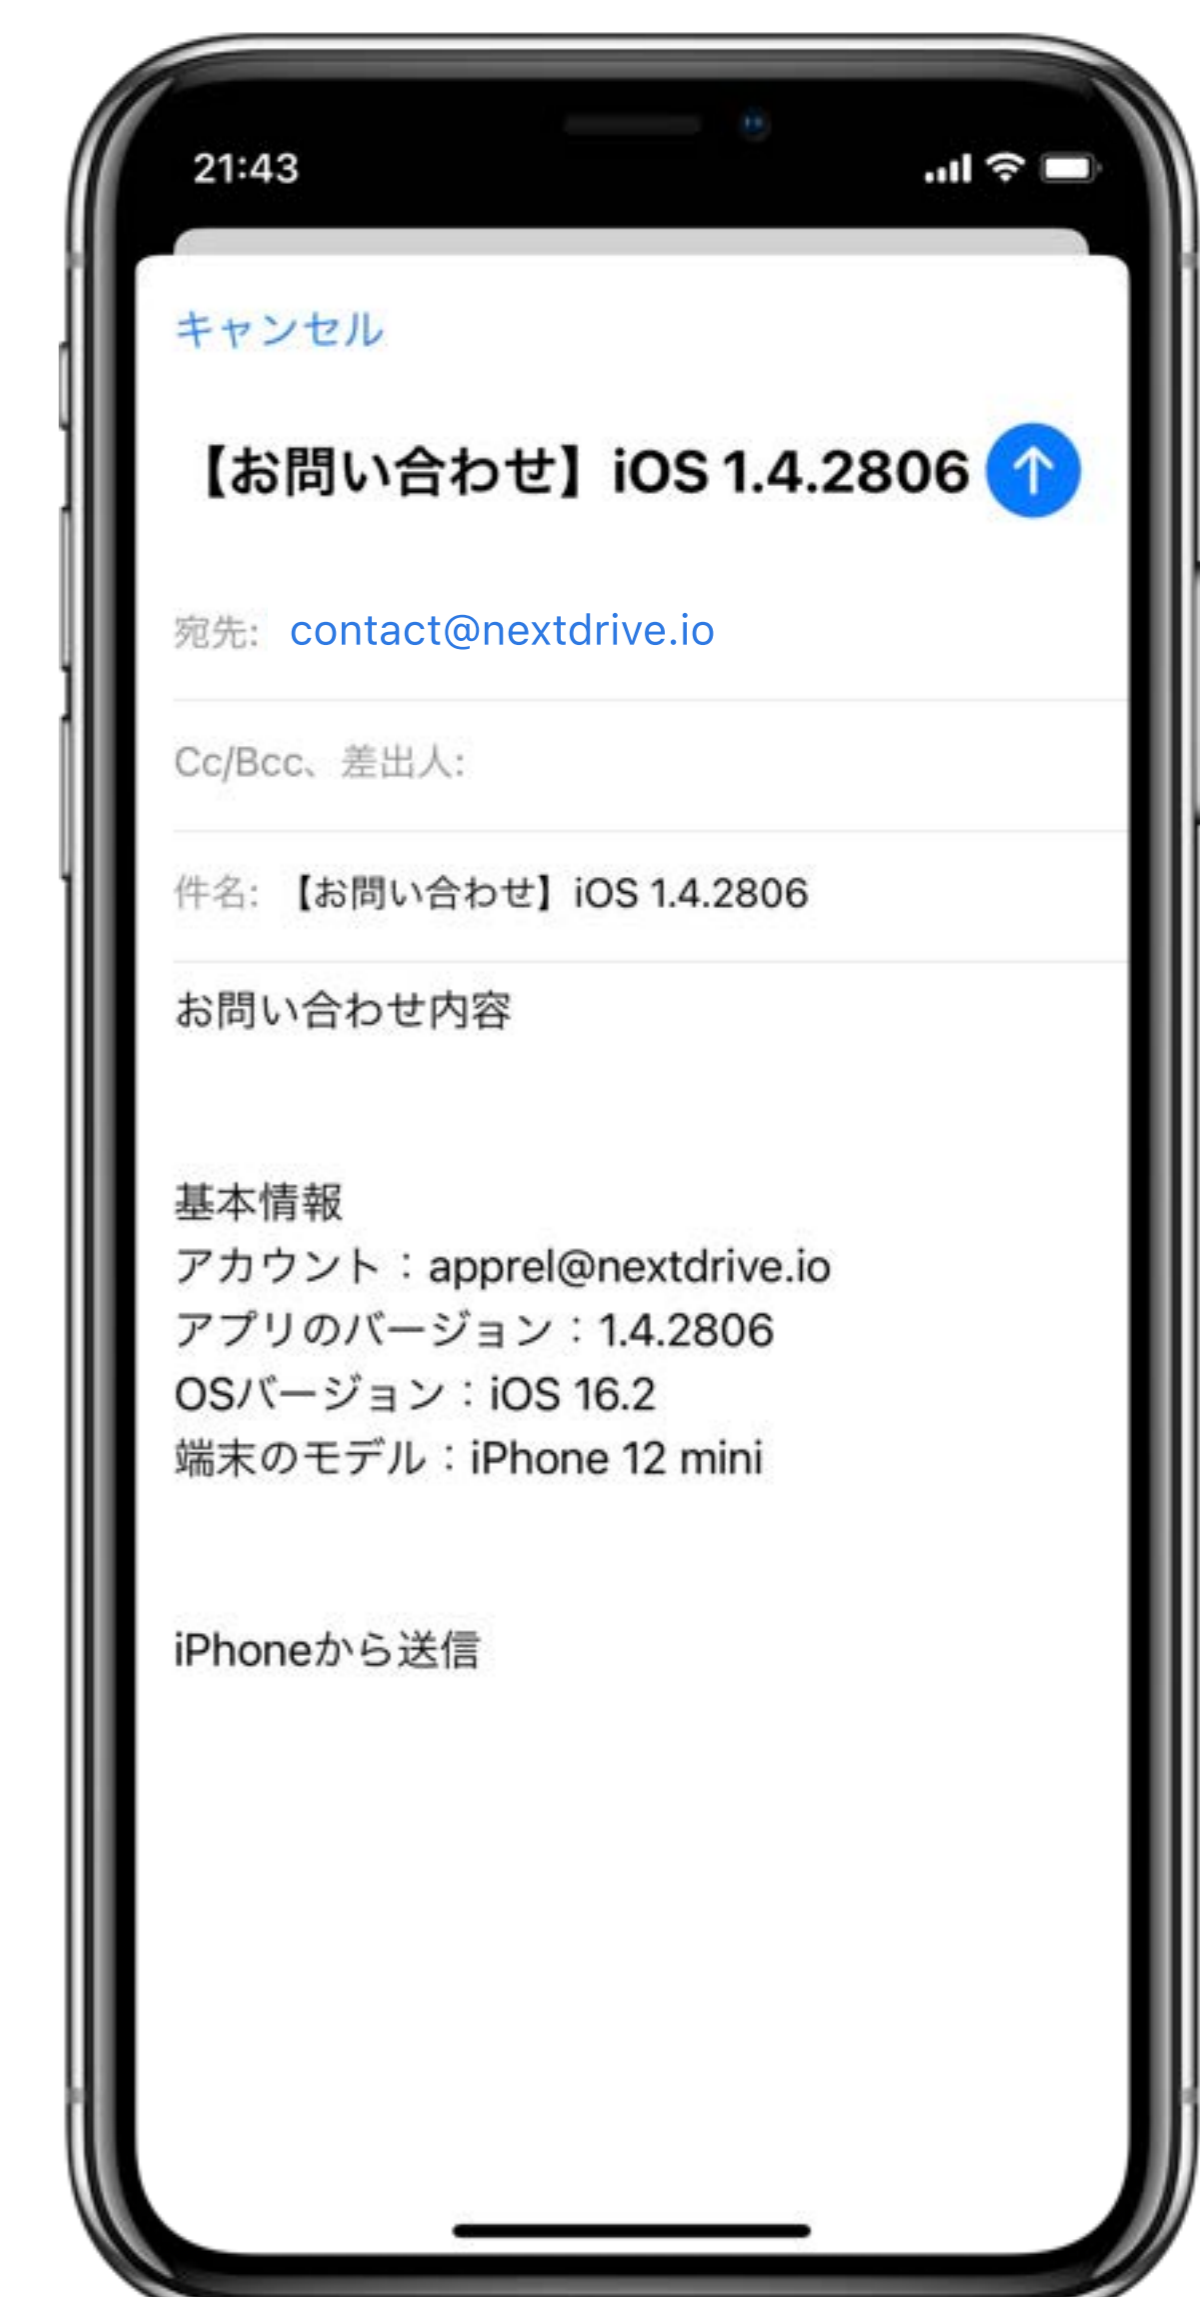 21:43
キャンセル
【お問い合わせ】iOS 1.4.2806
宛先: contact@nextdrive.io
Cc/Bcc、差出人:
件名: 【お問い合わせ】iOS 1.4.2806
お問い合わせ内容
基本情報
アカウント：apprel@nextdrive.io
アプリのバージョン：1.4.2806
OSバージョン：iOS 16.2
端末のモデル：iPhone 12 mini
iPhoneから送信